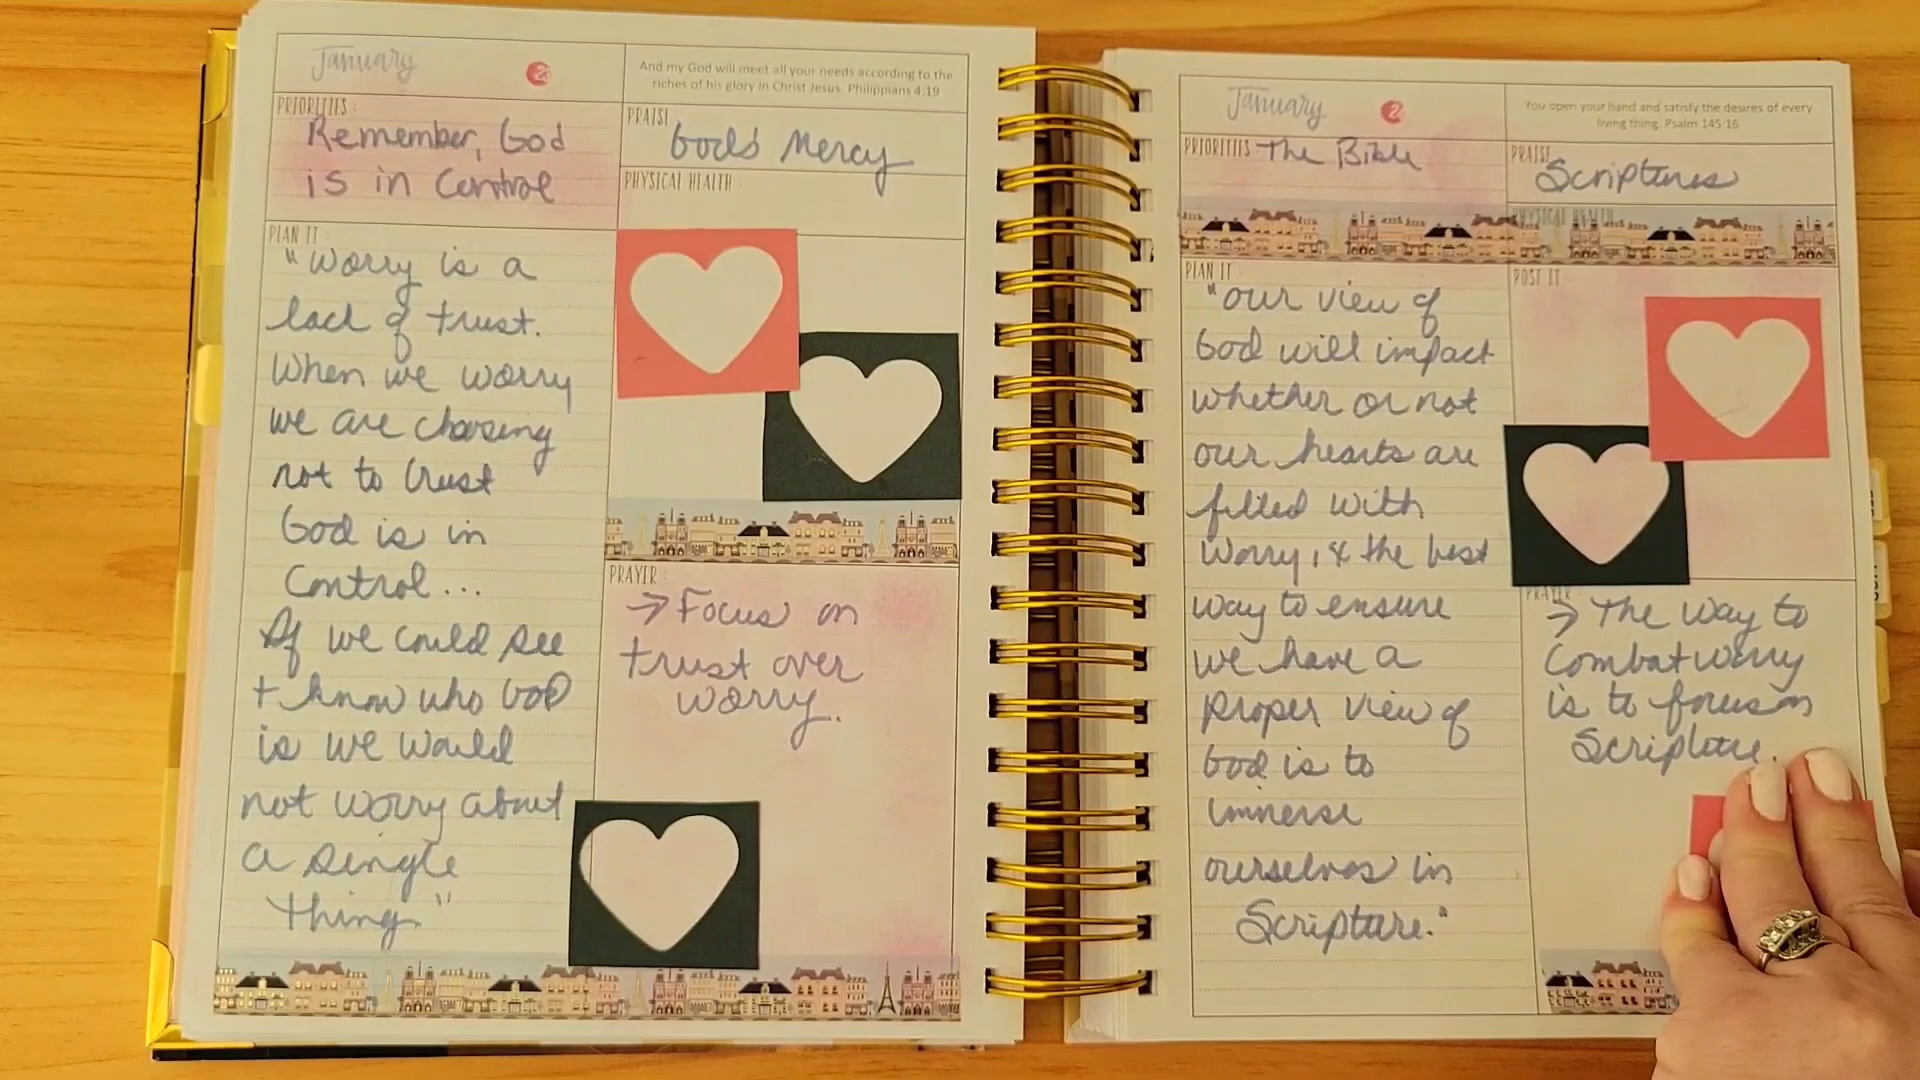 January 23
And my God will meet all your needs according to the
riches of his glory in Christ Jesus. Philippians 4:19
PRIORITIES:
Remember, God
is in Control
PRAISE
God's Mercy
PHYSICAL HEALTH:
PLAN IT:
"Worry is a
lack of trust.
When we worry
we are choosing
not to trust
God is in
Control...
If we could see
+ know who GOD
is we would
not worry about
a single
thing."
PRAYER:
→ Focus on
trust over
worry.
January
You open your hand and satisfy the desires of every
living thing. Psalm 145:16
PRIORITIES: The Bible
PRAISE
Scriptures
PHYSICAL HEALTH
PLAN IT:
"our view of
God will impact
whether or not
our hearts are
filled with
worry, & the best
way to ensure
we have a
proper view of
God is to
immerse
ourselves in
Scripture."
POST IT:
PRAYER:
→ The way to
combat worry
is to focus on
Scripture.